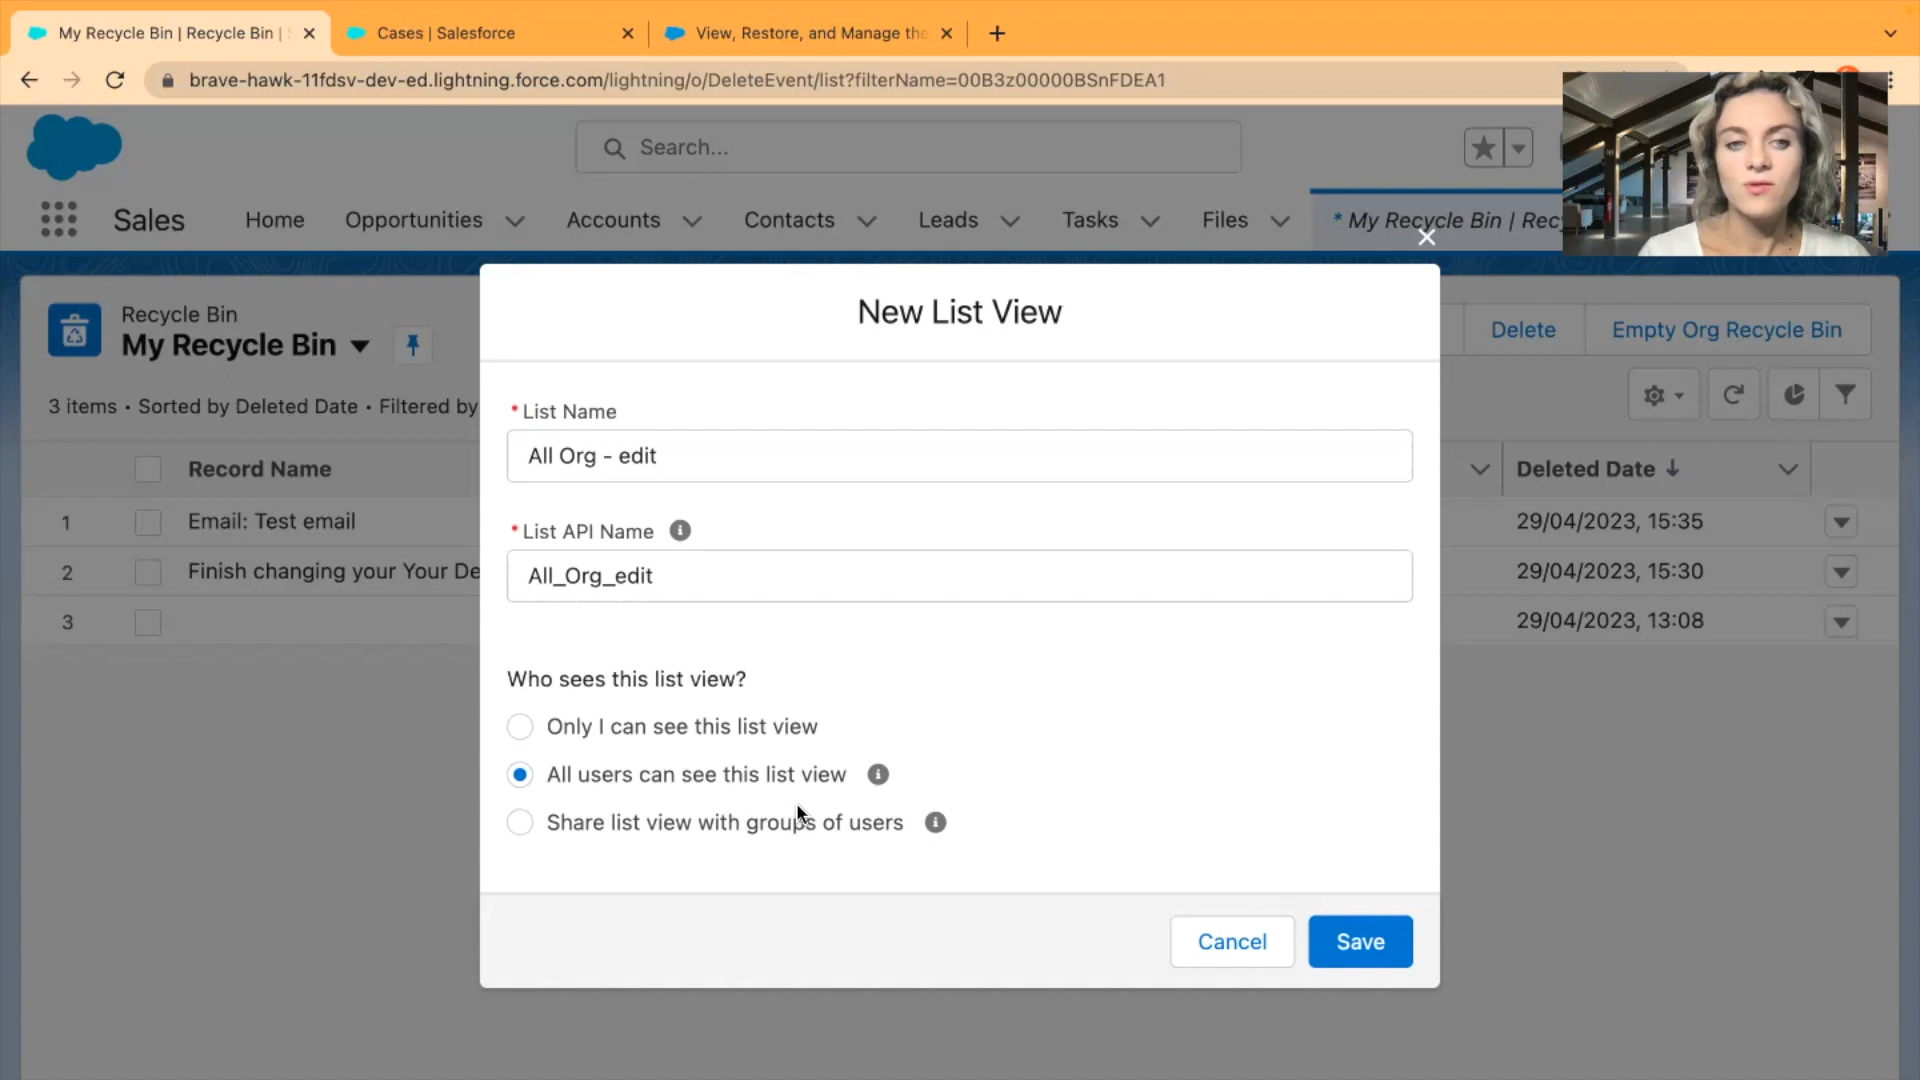 My Recycle Bin | Recycle Bin |
Cases | Salesforce
View, Restore, and Manage the
brave-hawk-11fdsv-dev-ed.lightning.force.com/lightning/o/DeleteEvent/list?filterName=00B3z00000BSnFDEA1
Search...
Sales
Home
Opportunities
Accounts
Contacts
Leads
Tasks
Files
* My Recycle Bin | Recy
Recycle Bin
My Recycle Bin
Delete
Empty Org Recycle Bin
3 items • Sorted by Deleted Date • Filtered by
Record Name
Deleted Date
1
Email: Test email
29/04/2023, 15:35
2
Finish changing your Your De
29/04/2023, 15:30
3
29/04/2023, 13:08
New List View
* List Name
All Org - edit
* List API Name
All_Org_edit
Who sees this list view?
Only I can see this list view
All users can see this list view
Share list view with groups of users
Cancel
Save